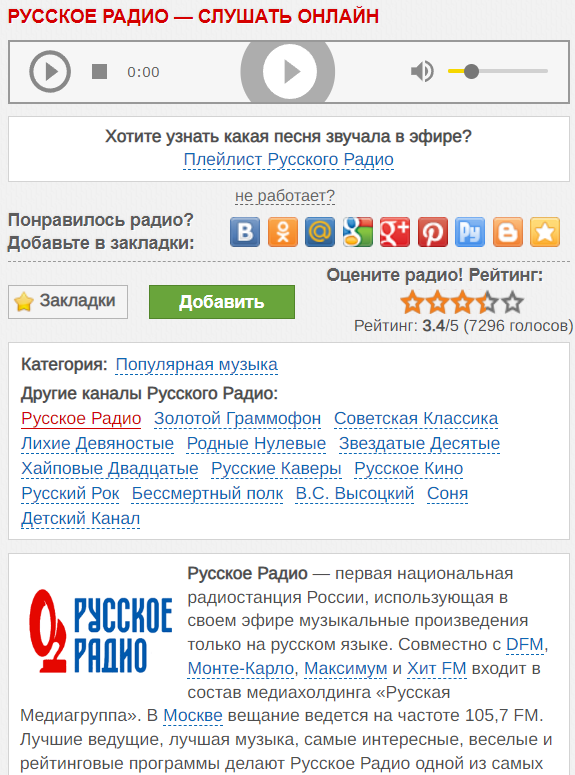 РУССКОЕ РАДИО — СЛУШАТЬ ОНЛАЙН
0:00
Хотите узнать какая песня звучала в эфире?
Плейлист Русского Радио
не работает?
Понравилось радио?
Добавьте в закладки:
Закладки
Добавить
Оцените радио! Рейтинг:
Рейтинг: 3.4/5 (7296 голосов)
Категория: Популярная музыка
Другие каналы Русского Радио:
Русское Радио Золотой Граммофон Советская Классика
Лихие Девяностые Родные Нулевые Звездатые Десятые
Хайповые Двадцатые Русские Каверы Русское Кино
Русский Рок Бессмертный полк В.С. Высоцкий Соня
Детский Канал
РУССКОЕ
РАДИО
Русское Радио — первая национальная
радиостанция России, использующая в
своем эфире музыкальные произведения
только на русском языке. Совместно с DFM,
Монте-Карло, Максимум и Хит FM входит в
состав медиахолдинга «Русская
Медиагруппа». В Москве вещание ведется на частоте 105,7 FM.
Лучшие ведущие, лучшая музыка, самые интересные, веселые и
рейтинговые программы делают Русское Радио одной из самых